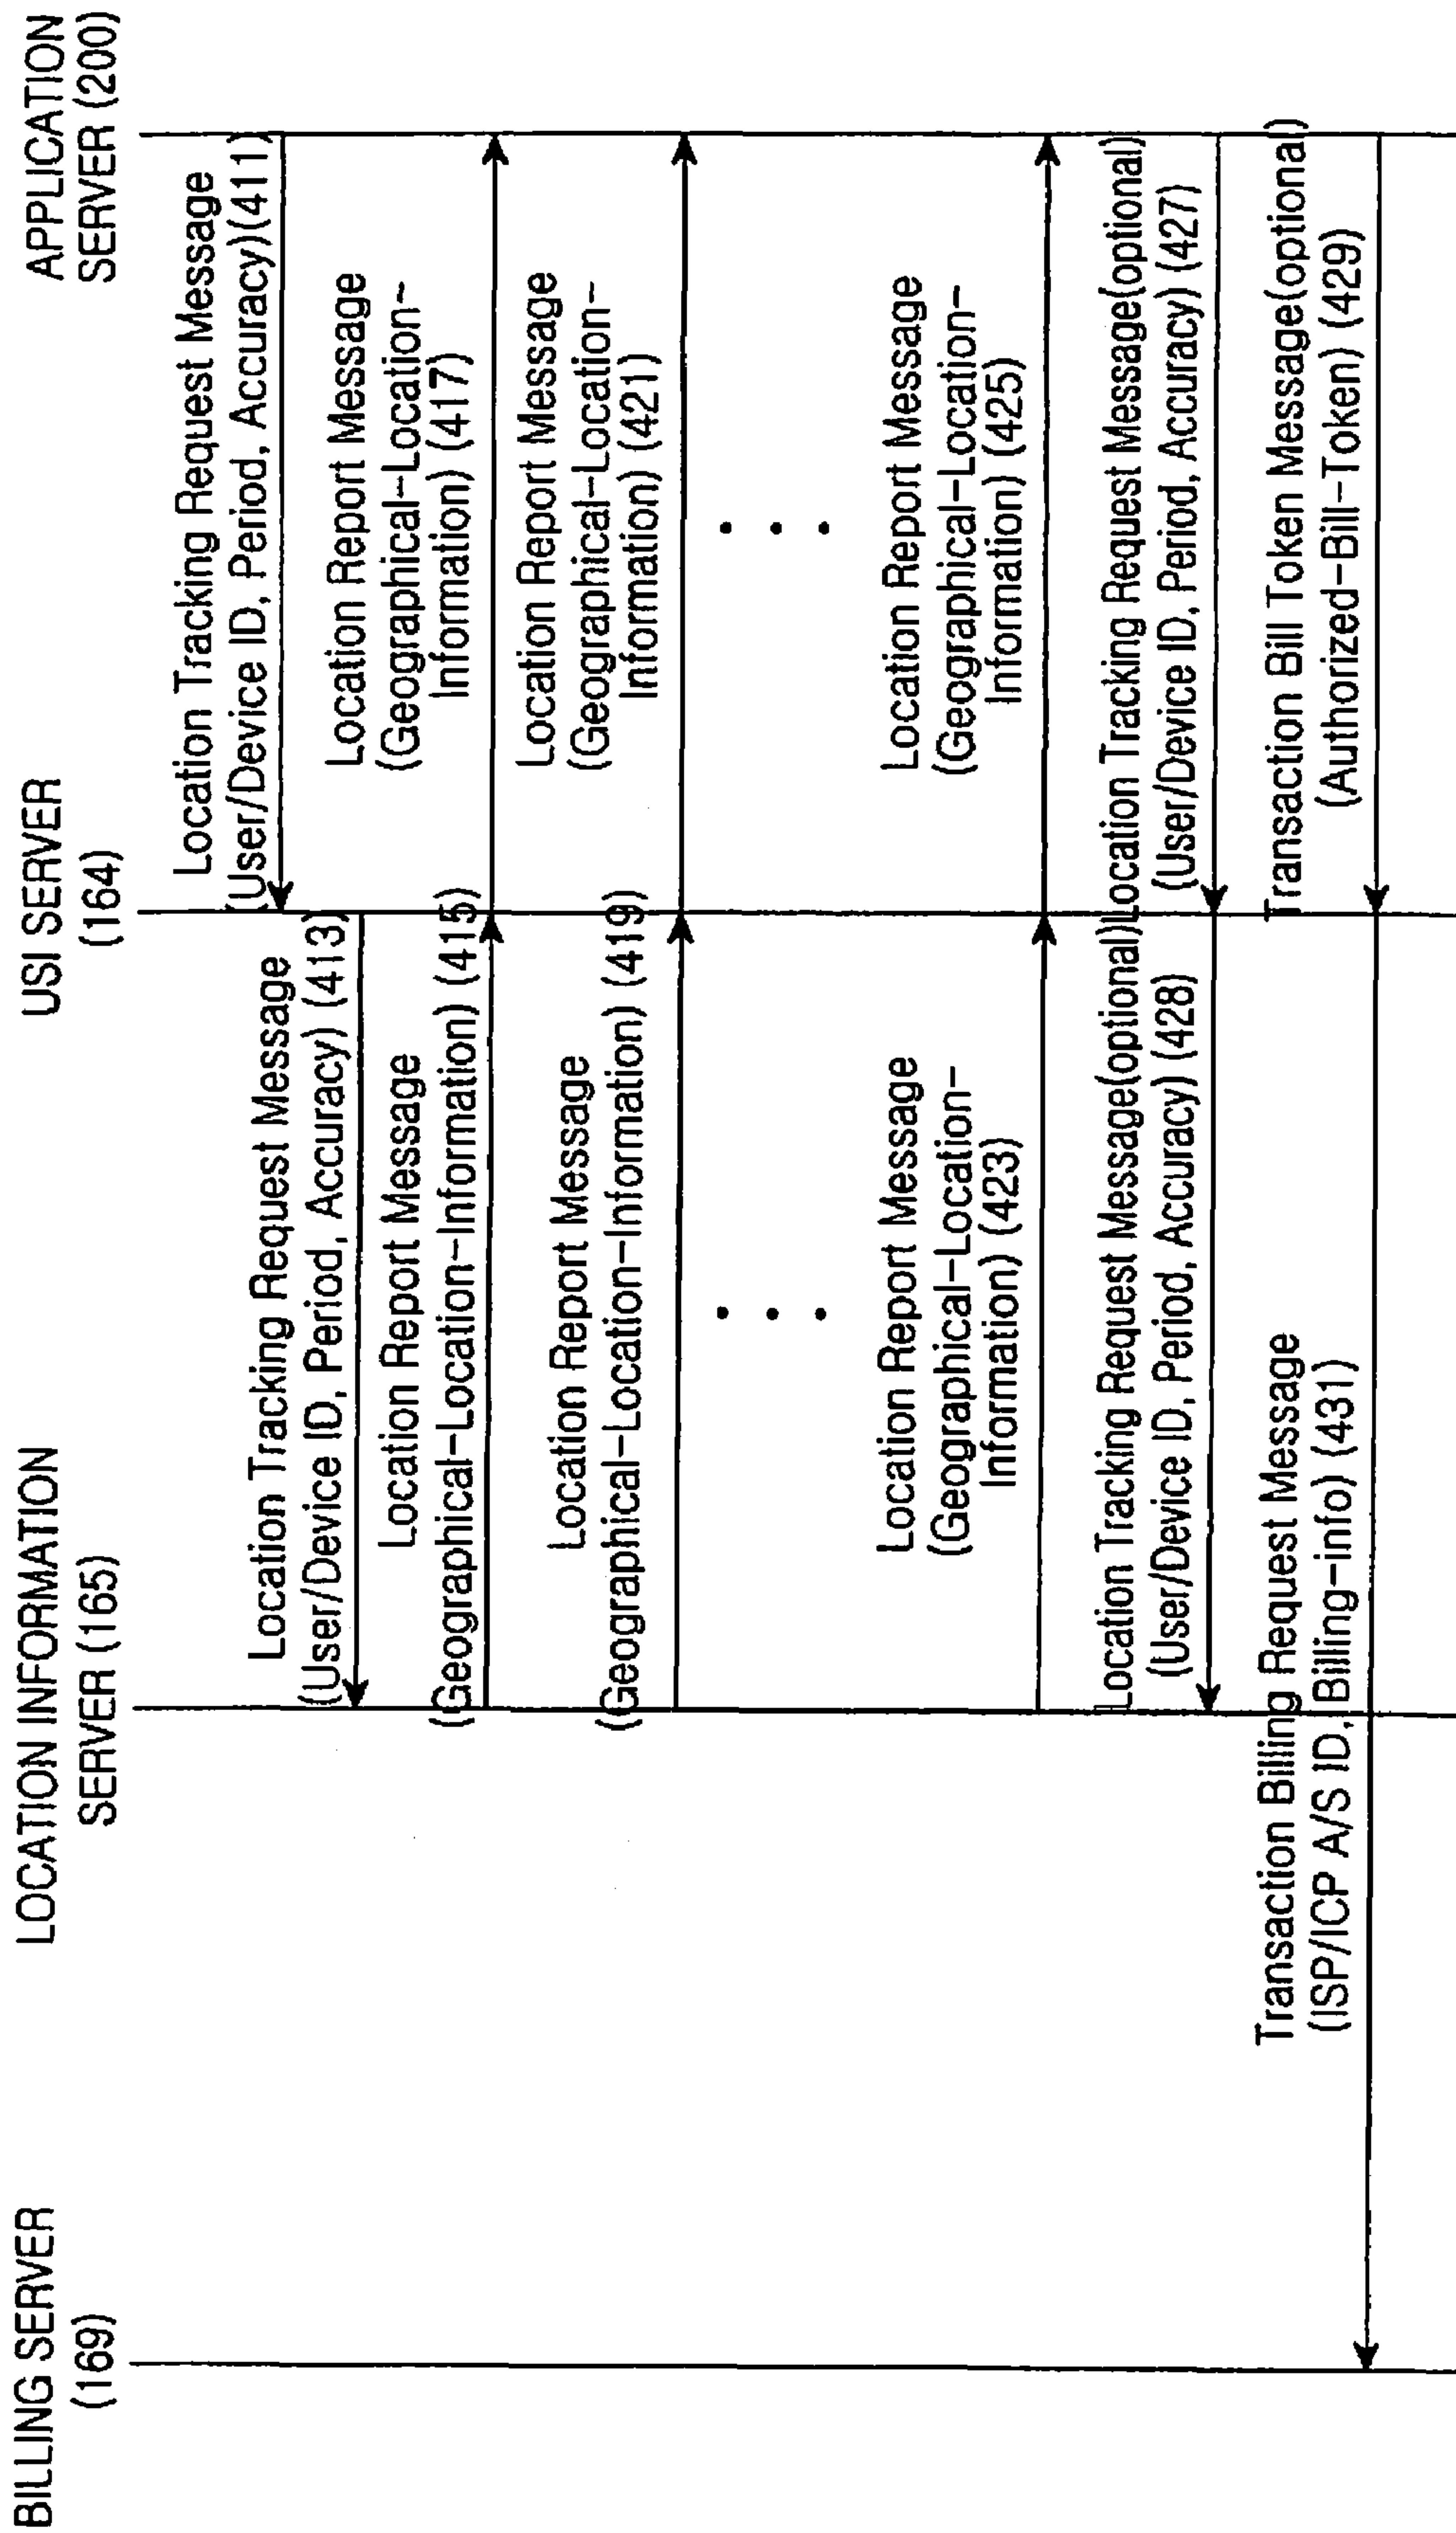 BILLING SERVER
(169)
LOCATION INFORMATION
SERVER (165)
USI SERVER
(164)
APPLICATION
SERVER (200)
Location Tracking Request Message
(User/Device ID, Period, Accuracy)(411)
Location Tracking Request Message
(User/Device ID, Period, Accuracy) (413)
Location Report Message
(Geographical-Location-Information) (415)
Location Report Message
(Geographical-Location-
Information) (417)
Location Report Message
(Geographical-Location-Information) (419)
Location Report Message
(Geographical-Location-
Information) (421)
Location Report Message
(Geographical-Location-
Information) (423)
Location Report Message
(Geographical-Location-
Information) (425)
Location Tracking Request Message(optional)
(User/Device ID, Period, Accuracy) (427)
Location Tracking Request Message(optional)
(User/Device ID, Period, Accuracy) (428)
Transaction Bill Token Message(optional)
(Authorized-Bill-Token) (429)
Transaction Billing Request Message
(ISP/ICP A/S ID, Billing-info) (431)